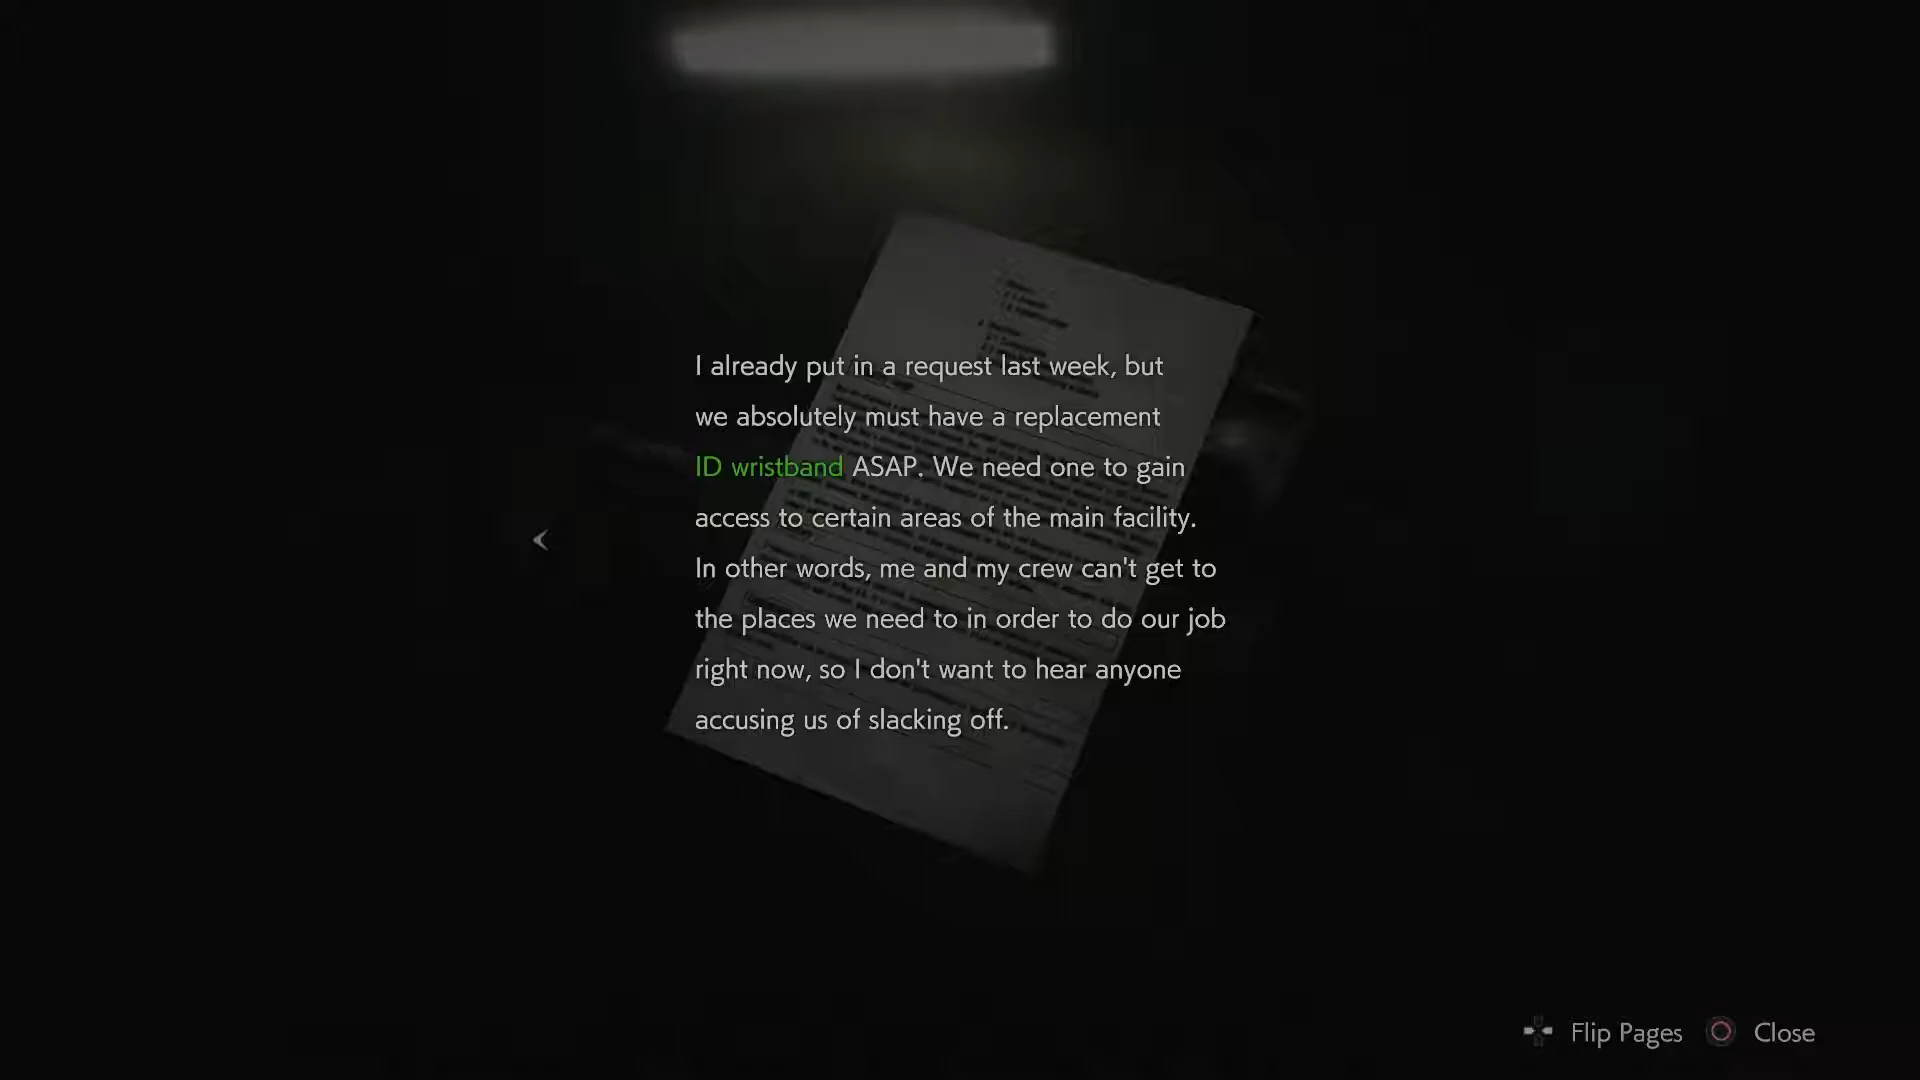 I already put in a request last week, but
we absolutely must have a replacement
ID wristband ASAP. We need one to gain
access to certain areas of the main facility.
In other words, me and my crew can't get to
the places we need to in order to do our job
right now, so I don't want to hear anyone
accusing us of slacking off.
Flip Pages Close